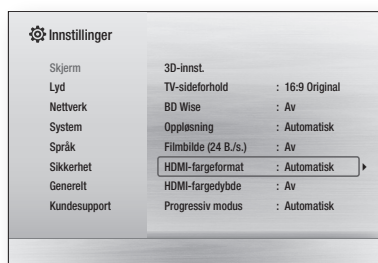 Innstillinger
Skjerm
Lyd
Nettverk
System
Språk
Sikkerhet
Generelt
Kundesupport
3D-innst.
TV-sideforhold : 16:9 Original
BD Wise : Av
Oppløsning : Automatisk
Filmbilde (24 B./s.) : Av
HDMI-fargeformat : Automatisk
HDMI-fargedybde : Av
Progressiv modus : Automatisk